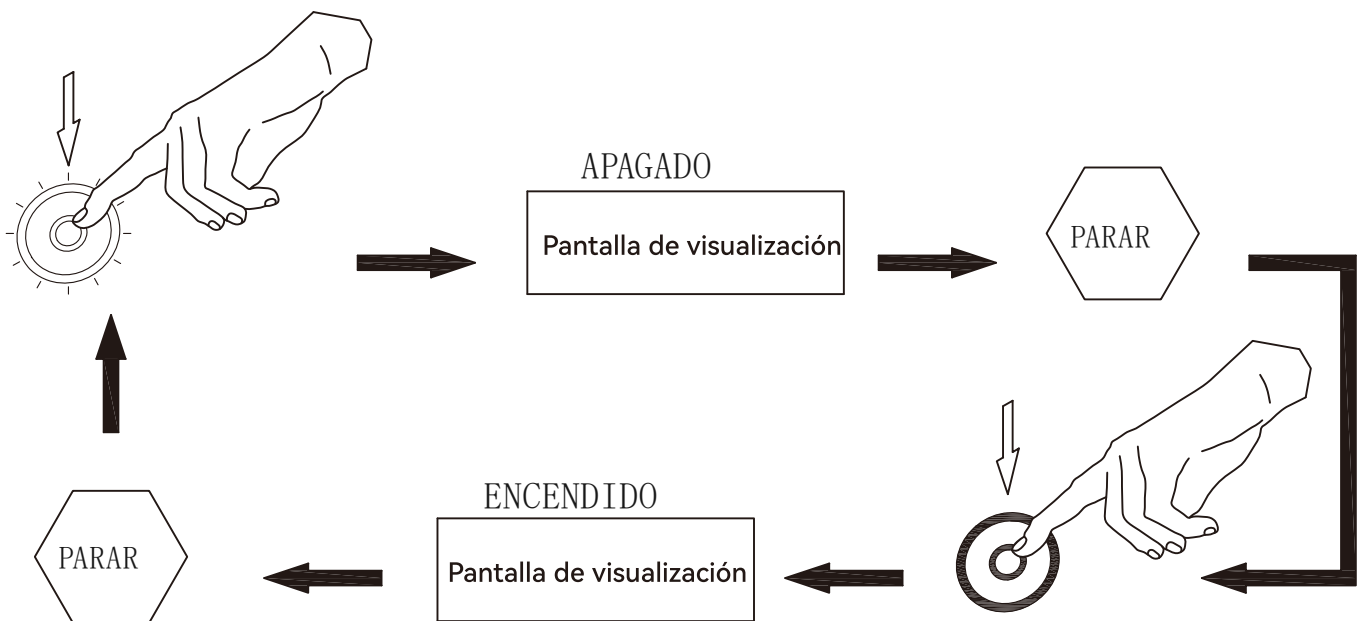 APAGADO
Pantalla de visualización
PARAR
ENCENDIDO
Pantalla de visualización
PARAR